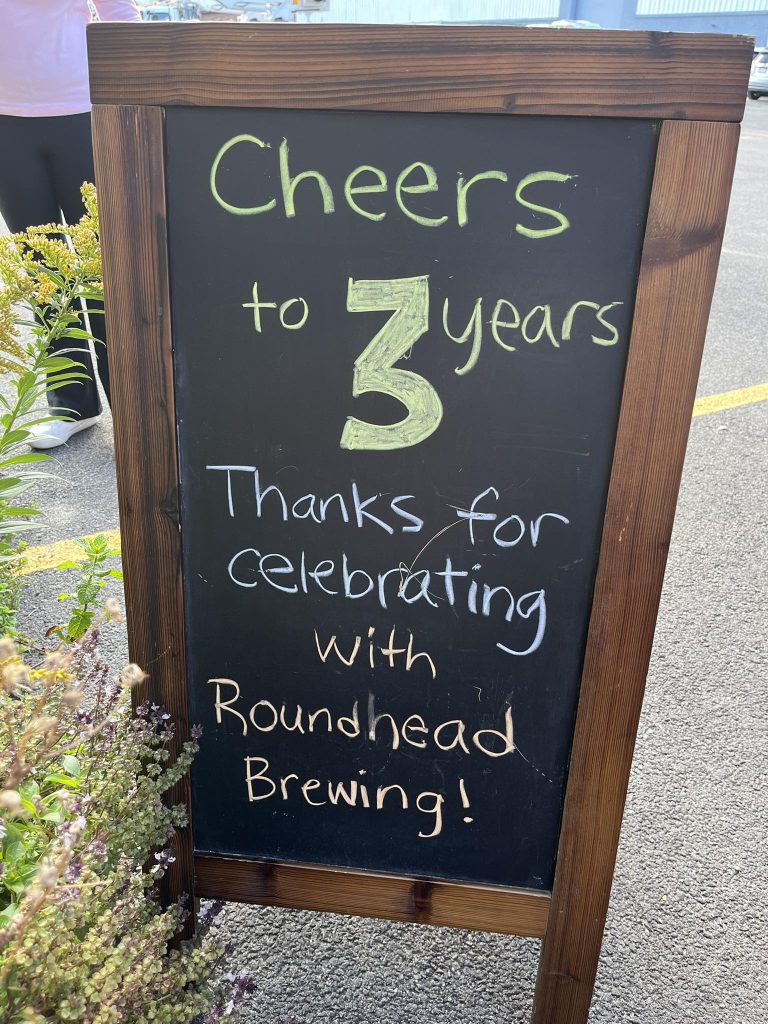 Cheers
to 3 years
Thanks for
celebrating
with
Roundhead
Brewing!